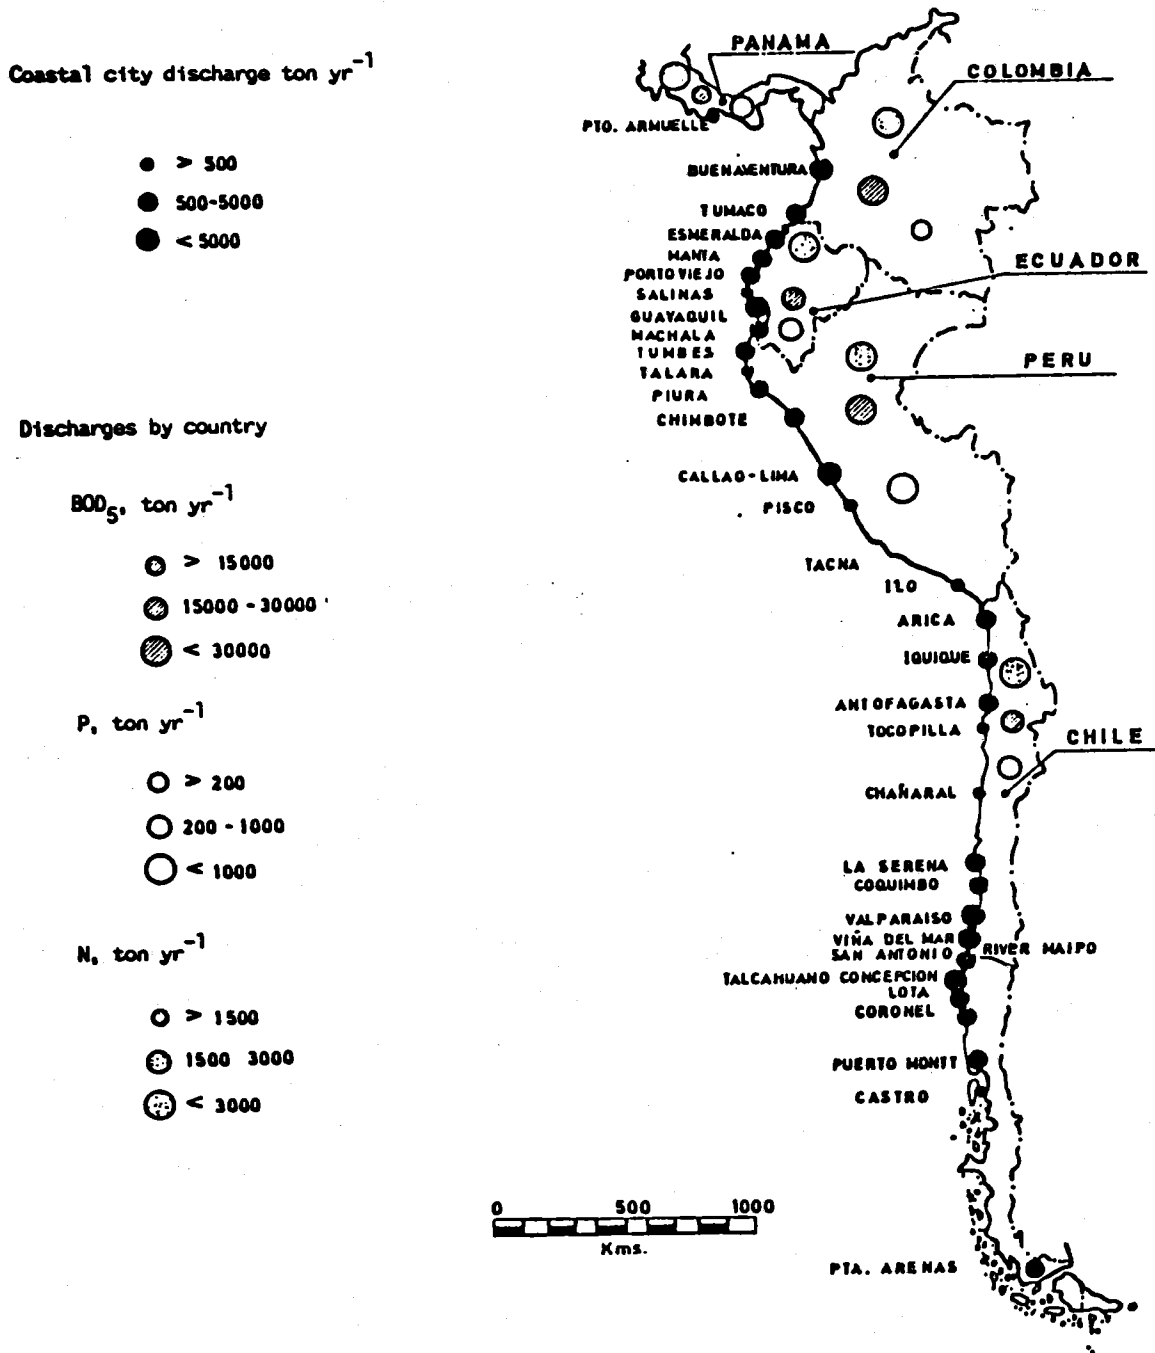 Coastal city discharge ton yr⁻¹
> 500
500-5000
< 5000
Discharges by country
BOD₅, ton yr⁻¹
> 15000
15000 - 30000
< 30000
P, ton yr⁻¹
> 200
200 - 1000
< 1000
N, ton yr⁻¹
> 1500
1500 3000
< 3000
PANAMA
COLOMBIA
PTO. ARMUELLE
BUENAVENTURA
TUMACO
ESMERALDA
MANTA
ECUADOR
PORTOVIEJO
SALINAS
GUAYAQUIL
MACHALA
TUMBES
PERU
TALARA
PIURA
CHIMBOTE
CALLAO-LIMA
PISCO
TACNA
ILO
ARICA
IQUIQUE
ANTOFAGASTA
TOCOPILLA
CHILE
CHAÑARAL
LA SERENA
COQUIMBO
VALPARAISO
VIÑA DEL MAR
SAN ANTONIO
RIVER MAIPO
TALCAHUANO CONCEPCION
LOTA
CORONEL
PUERTO MONTT
CASTRO
0 500 1000
Kms.
PTA. ARENAS